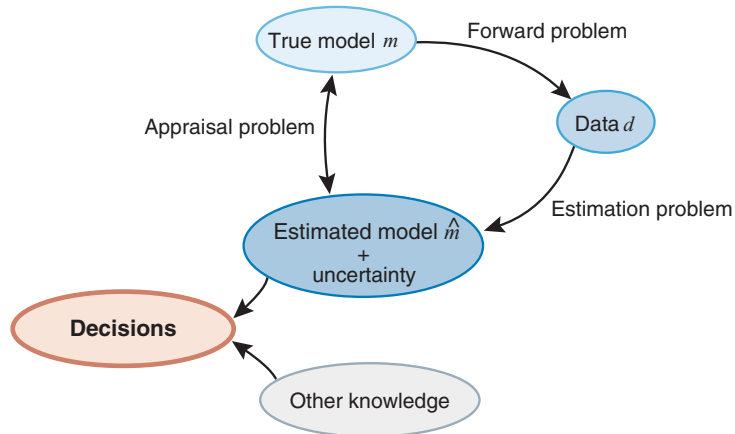 True model m
Forward problem
Appraisal problem
Data d
Estimation problem
Estimated model m̂
+
uncertainty
Decisions
Other knowledge